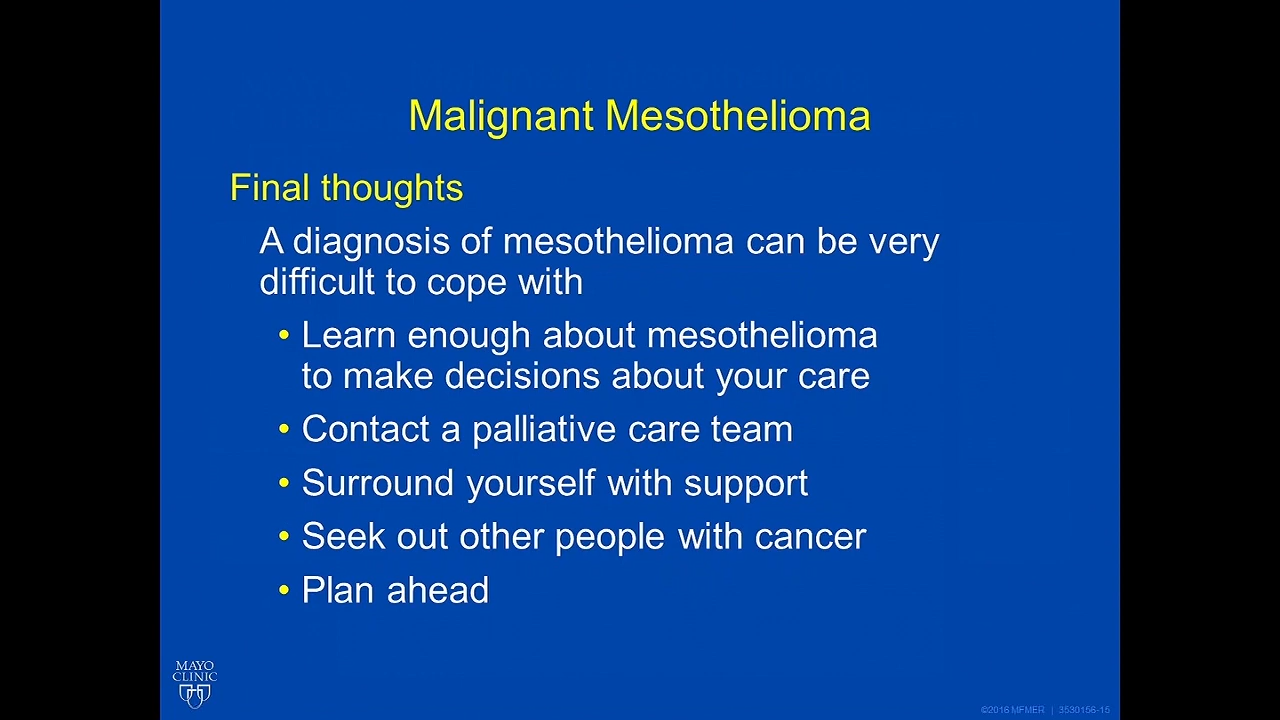 Malignant Mesothelioma
Final thoughts
A diagnosis of mesothelioma can be very
difficult to cope with
• Learn enough about mesothelioma
to make decisions about your care
• Contact a palliative care team
• Surround yourself with support
• Seek out other people with cancer
• Plan ahead
MAYO
CLINIC
©2016 MFMER | 3530156-15